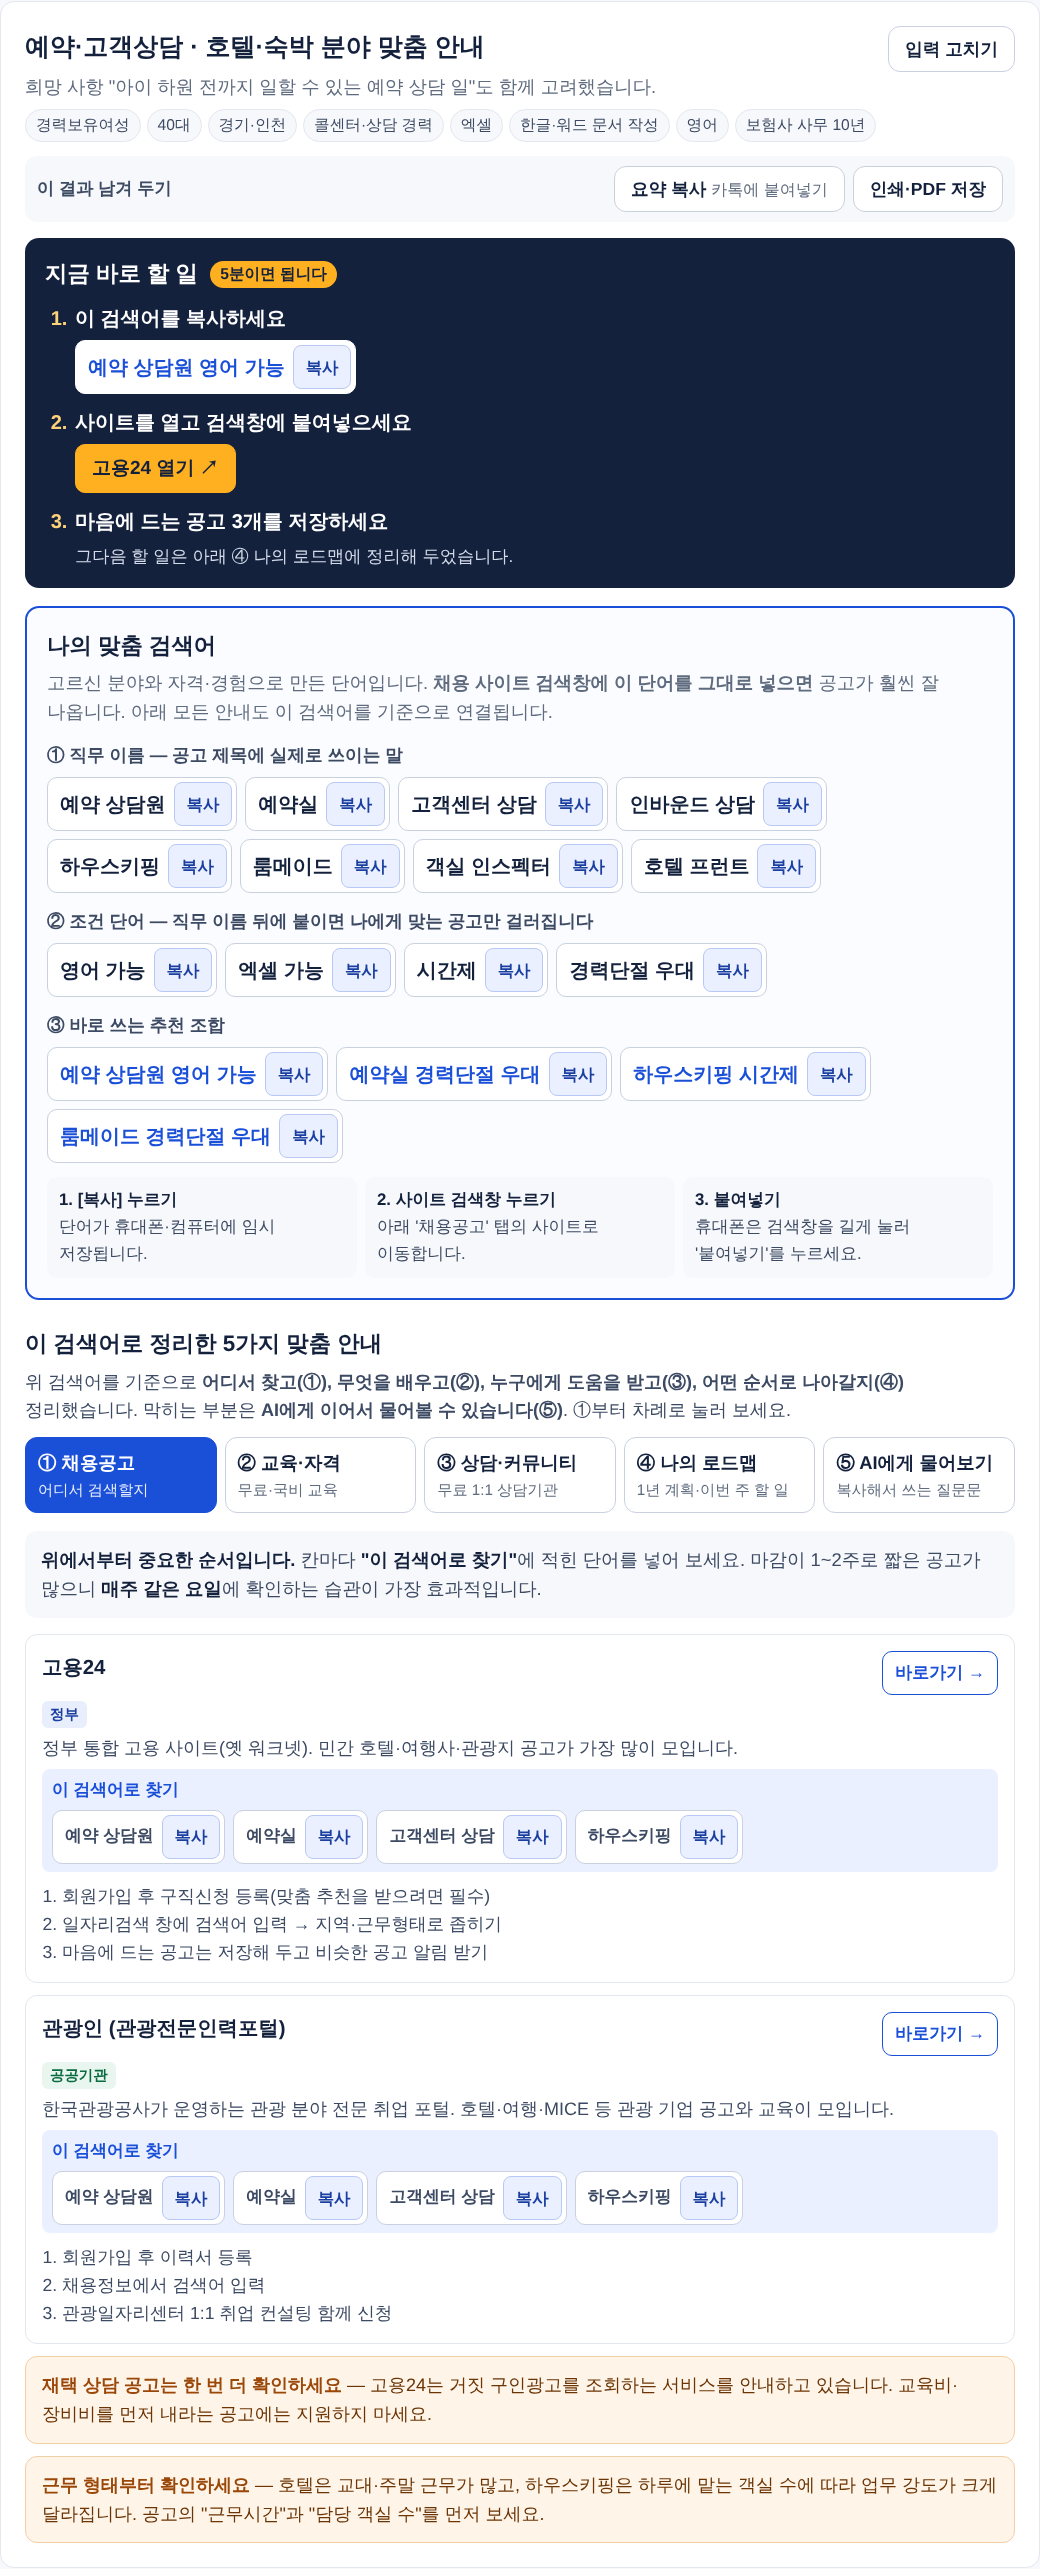 예약·고객상담 · 호텔·숙박 분야 맞춤 안내
입력 고치기
희망 사항 "아이 하원 전까지 일할 수 있는 예약 상담 일"도 함께 고려했습니다.
경력보유여성 40대 경기·인천 콜센터·상담 경력 엑셀 한글·워드 문서 작성 영어 보험사 사무 10년
이 결과 남겨 두기
요약 복사 카톡에 붙여넣기
인쇄·PDF 저장
지금 바로 할 일 5분이면 됩니다
1. 이 검색어를 복사하세요
예약 상담원 영어 가능 복사
2. 사이트를 열고 검색창에 붙여넣으세요
고용24 열기 ↗
3. 마음에 드는 공고 3개를 저장하세요
그다음 할 일은 아래 ④ 나의 로드맵에 정리해 두었습니다.
나의 맞춤 검색어
고르신 분야와 자격·경험으로 만든 단어입니다. 채용 사이트 검색창에 이 단어를 그대로 넣으면 공고가 훨씬 잘
나옵니다. 아래 모든 안내도 이 검색어를 기준으로 연결됩니다.
① 직무 이름 — 공고 제목에 실제로 쓰이는 말
예약 상담원 복사 예약실 복사 고객센터 상담 복사 인바운드 상담 복사
하우스키핑 복사 룸메이드 복사 객실 인스펙터 복사 호텔 프런트 복사
② 조건 단어 — 직무 이름 뒤에 붙이면 나에게 맞는 공고만 걸러집니다
영어 가능 복사 엑셀 가능 복사 시간제 복사 경력단절 우대 복사
③ 바로 쓰는 추천 조합
예약 상담원 영어 가능 복사 예약실 경력단절 우대 복사 하우스키핑 시간제 복사
룸메이드 경력단절 우대 복사
1. [복사] 누르기
단어가 휴대폰·컴퓨터에 임시
저장됩니다.
2. 사이트 검색창 누르기
아래 '채용공고' 탭의 사이트로
이동합니다.
3. 붙여넣기
휴대폰은 검색창을 길게 눌러
'붙여넣기'를 누르세요.
이 검색어로 정리한 5가지 맞춤 안내
위 검색어를 기준으로 어디서 찾고(①), 무엇을 배우고(②), 누구에게 도움을 받고(③), 어떤 순서로 나아갈지(④)
정리했습니다. 막히는 부분은 AI에게 이어서 물어볼 수 있습니다(⑤). ①부터 차례로 눌러 보세요.
① 채용공고
어디서 검색할지
② 교육·자격
무료·국비 교육
③ 상담·커뮤니티
무료 1:1 상담기관
④ 나의 로드맵
1년 계획·이번 주 할 일
⑤ AI에게 물어보기
복사해서 쓰는 질문문
위에서부터 중요한 순서입니다. 칸마다 "이 검색어로 찾기"에 적힌 단어를 넣어 보세요. 마감이 1~2주로 짧은 공고가
많으니 매주 같은 요일에 확인하는 습관이 가장 효과적입니다.
고용24
바로가기 →
정부
정부 통합 고용 사이트(옛 워크넷). 민간 호텔·여행사·관광지 공고가 가장 많이 모입니다.
이 검색어로 찾기
예약 상담원 복사 예약실 복사 고객센터 상담 복사 하우스키핑 복사
1. 회원가입 후 구직신청 등록(맞춤 추천을 받으려면 필수)
2. 일자리검색 창에 검색어 입력 → 지역·근무형태로 좁히기
3. 마음에 드는 공고는 저장해 두고 비슷한 공고 알림 받기
관광인 (관광전문인력포털)
바로가기 →
공공기관
한국관광공사가 운영하는 관광 분야 전문 취업 포털. 호텔·여행·MICE 등 관광 기업 공고와 교육이 모입니다.
이 검색어로 찾기
예약 상담원 복사 예약실 복사 고객센터 상담 복사 하우스키핑 복사
1. 회원가입 후 이력서 등록
2. 채용정보에서 검색어 입력
3. 관광일자리센터 1:1 취업 컨설팅 함께 신청
재택 상담 공고는 한 번 더 확인하세요 — 고용24는 거짓 구인광고를 조회하는 서비스를 안내하고 있습니다. 교육비·
장비비를 먼저 내라는 공고에는 지원하지 마세요.
근무 형태부터 확인하세요 — 호텔은 교대·주말 근무가 많고, 하우스키핑은 하루에 맡는 객실 수에 따라 업무 강도가 크게
달라집니다. 공고의 "근무시간"과 "담당 객실 수"를 먼저 보세요.